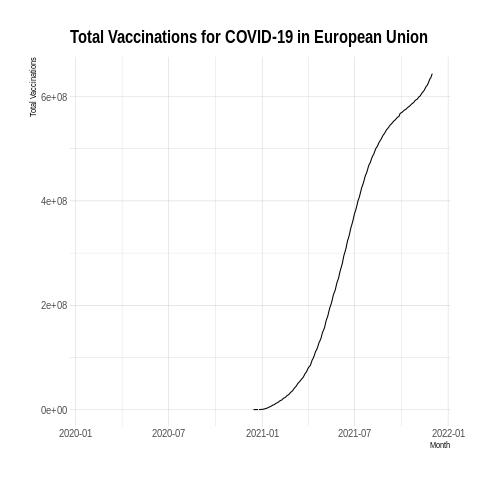 Total Vaccinations for COVID-19 in European Union
Total Vaccinations
6e+08
4e+08
2e+08
0e+00
2020-01 2020-07 2021-01 2021-07 2022-01
Month